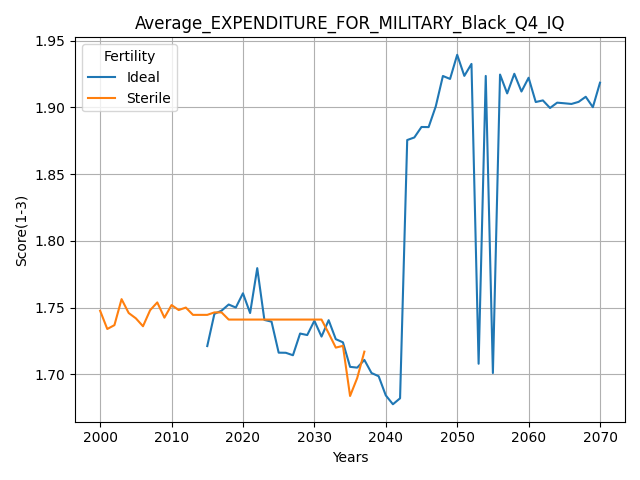 Average_EXPENDITURE_FOR_MILITARY_Black_Q4_IQ
Fertility
Ideal
Sterile
Score(1-3)
1.95
1.90
1.85
1.80
1.75
1.70
2000 2010 2020 2030 2040 2050 2060 2070
Years